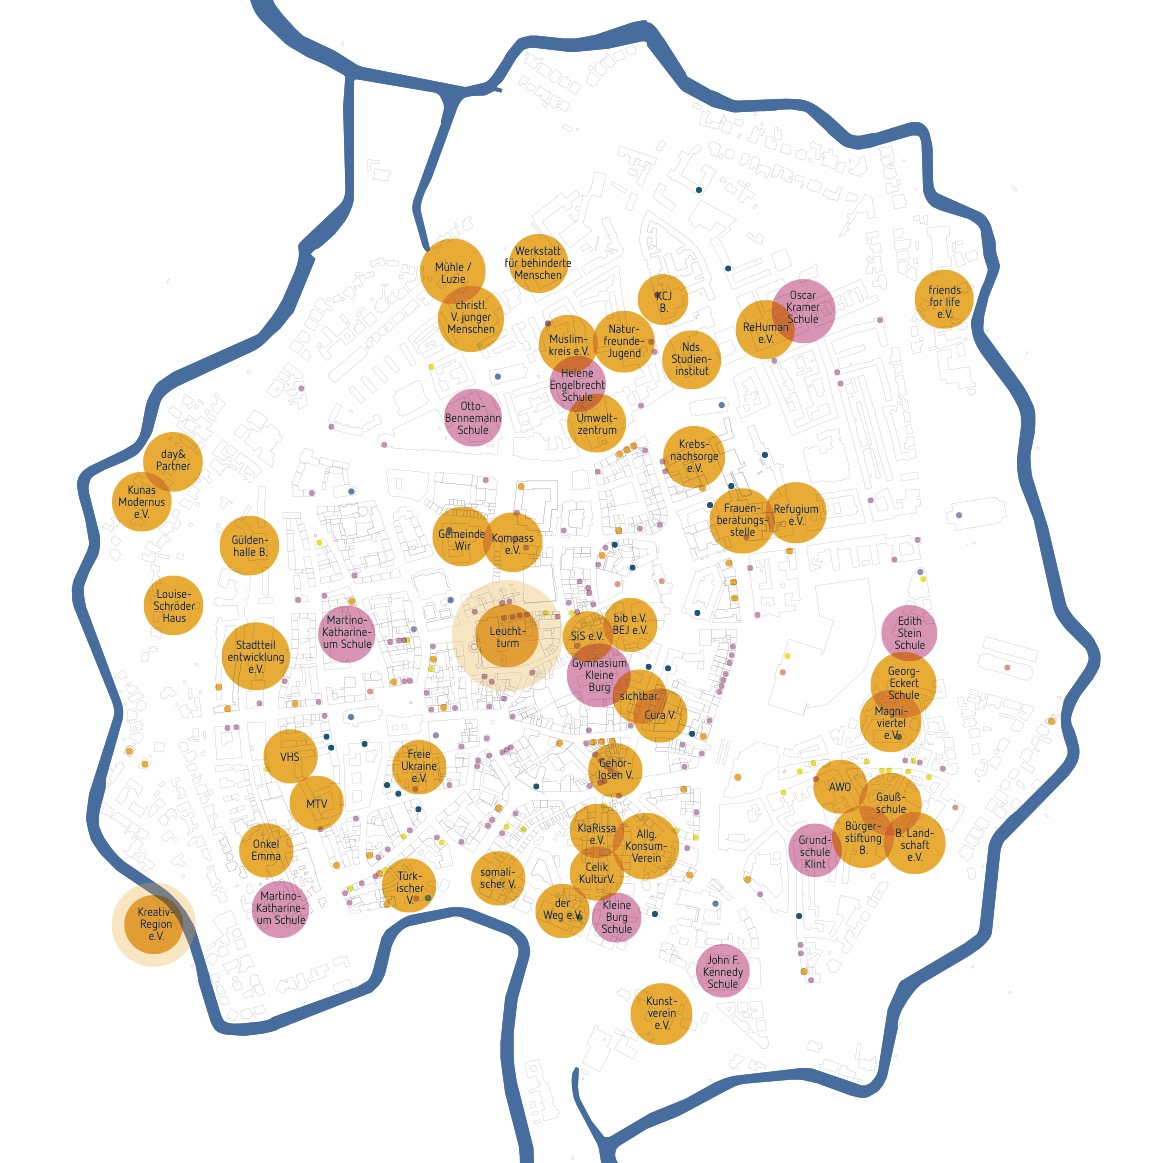 Mühle /
Luzie
Werkstatt
für behinderte
Menschen
christl.
V. junger
Menschen
KCJ
B.
Oscar
Kramer
Schule
ReHuman
e.V.
friends
for life
e.V.
Muslim-
kreis e.V.
Natur-
freunde-
Jugend
Nds.
Studien-
institut
Helene
Engelbrecht
Schule
Otto-
Bennemann
Schule
Umwelt-
zentrum
day&
Partner
Kunas
Modernus
e.V.
Krebs-
nachsorge
e.V.
Frauen-
beratungs-
stelle
Refugium
e.V.
Gülden-
halle B.
Gemeinde
.Wir
Kompass
e.V.
Louise-
Schröder
Haus
Martino-
Katharine-
um Schule
Leucht-
turm
SiS e.V.
bib e.V.
BEJ e.V.
Edith
Stein
Schule
Stadtteil
entwicklung
e.V.
Gymnasium
Kleine
Burg
sichtbar.
Cura V.
Georg-
Eckert
Schule
Magni-
viertel
e.V.
VHS
Freie
Ukraine
e.V.
Gehör-
losen V.
MTV
AWO
Gauß-
schule
Onkel
Emma
KlaRissa
e.V.
Allg.
Konsum-
Verein
Grund-
schule
Klint
Bürger-
stiftung
B.
B. Land-
schaft
e.V.
Türk-
ischer
V.
somali-
scher V.
Celik
KulturV.
Kreativ-
Region
e.V.
Martino-
Katharine-
um Schule
der
Weg e.V.
Kleine
Burg
Schule
John F.
Kennedy
Schule
Kunst-
verein
e.V.